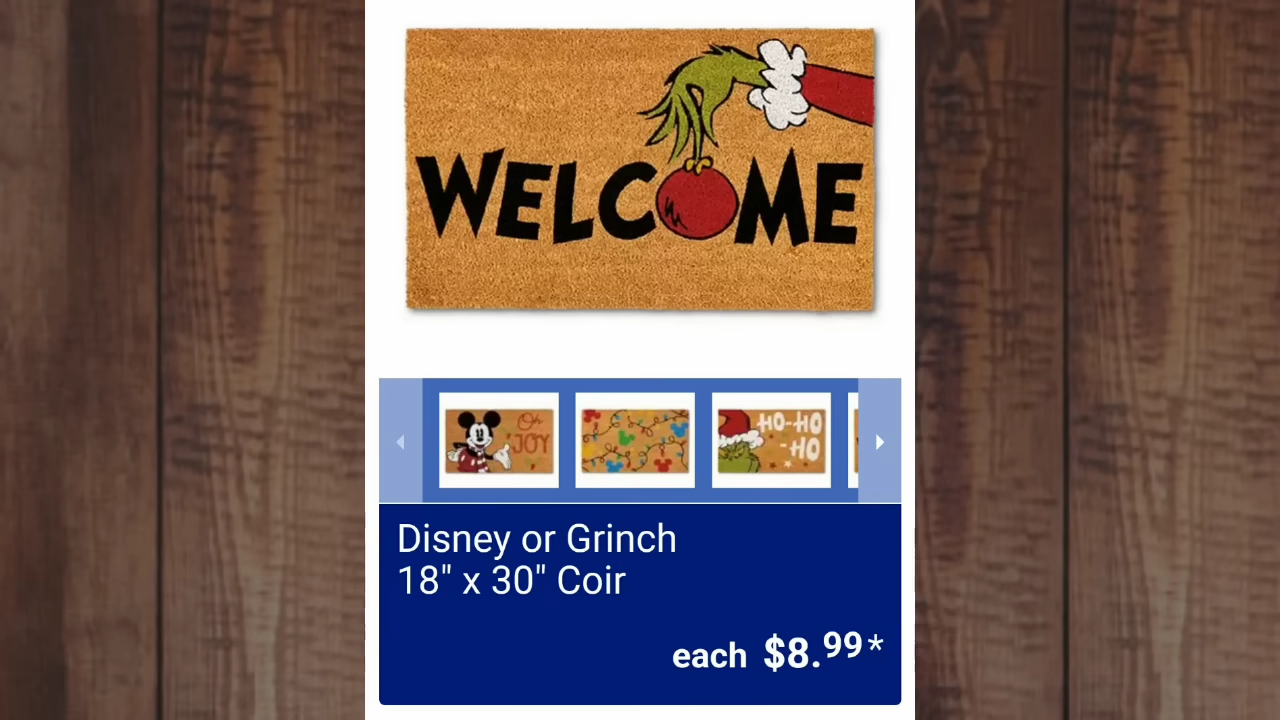 WELCOME
Oh
JOY
HO-HO
-HO
Disney or Grinch
18" x 30" Coir
each $8.99*